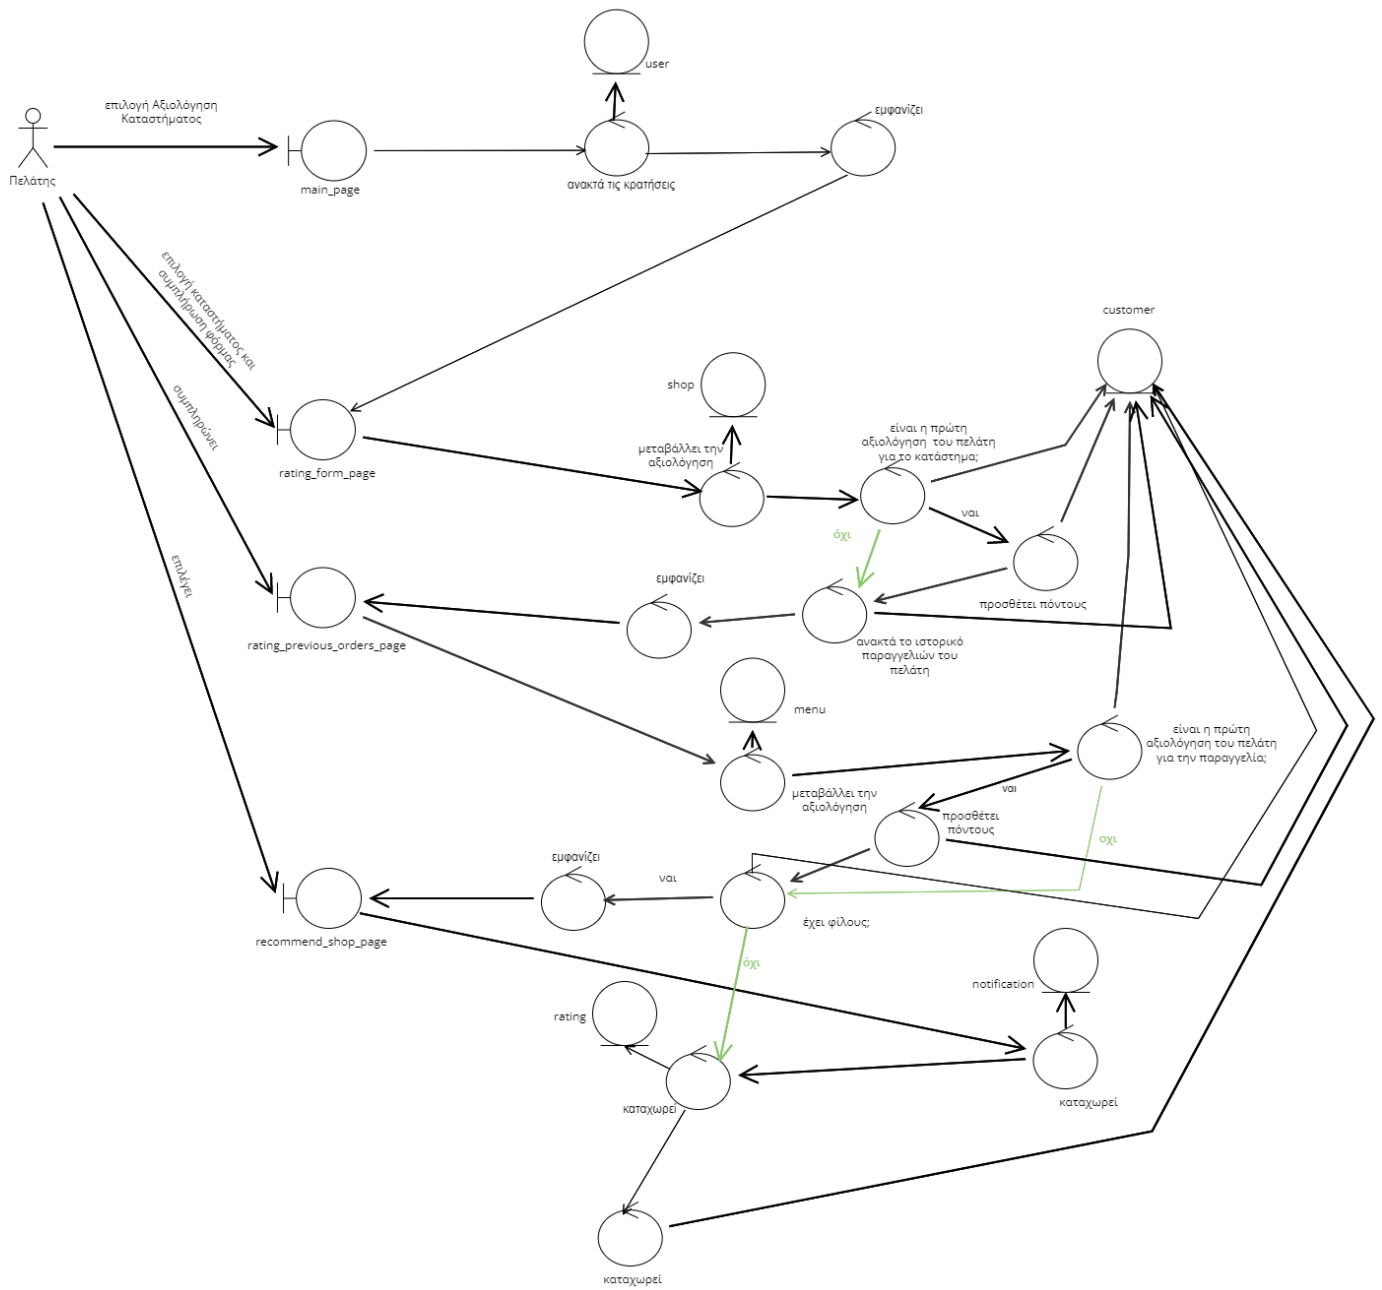 user
επιλογή Αξιολόγηση
Καταστήματος
εμφανίζει
Πελάτης
main_page
ανακτά τις κρατήσεις
επιλογή καταστήματος και
συμπλήρωση φόρμας
customer
shop
συμπληρώνει
είναι η πρώτη
αξιολόγηση του πελάτη
για το κατάστημα;
μεταβάλλει την
αξιολόγηση
rating_form_page
ναι
όχι
επιλέγει
εμφανίζει
προσθέτει πόντους
rating_previous_orders_page
ανακτά το ιστορικό
παραγγελιών του
πελάτη
menu
είναι η πρώτη
αξιολόγηση του πελάτη
για την παραγγελία;
μεταβάλλει την
αξιολόγηση
ναι
προσθέτει
πόντους
οχι
εμφανίζει
ναι
έχει φίλους;
recommend_shop_page
όχι
notification
rating
καταχωρεί
καταχωρεί
καταχωρεί